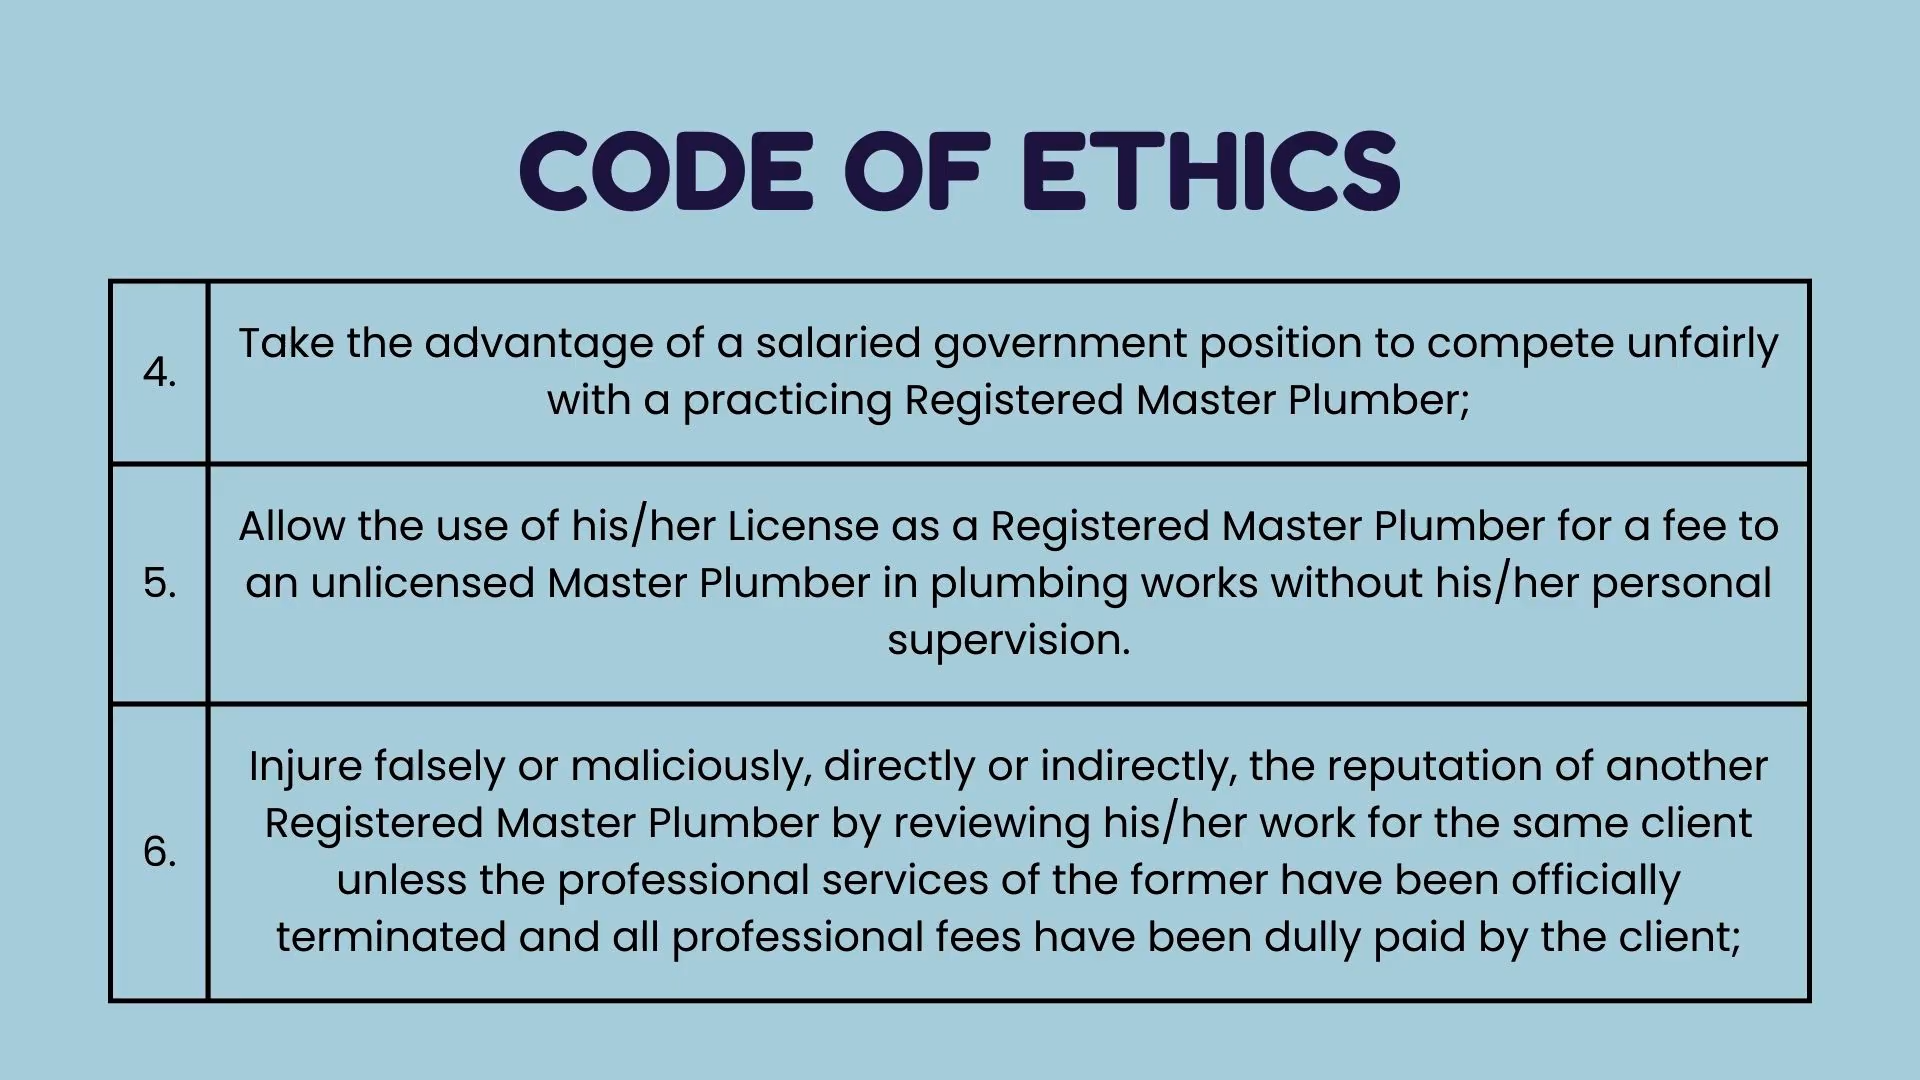 CODE OF ETHICS
4.
Take the advantage of a salaried government position to compete unfairly
with a practicing Registered Master Plumber;
5.
Allow the use of his/her License as a Registered Master Plumber for a fee to
an unlicensed Master Plumber in plumbing works without his/her personal
supervision.
6.
Injure falsely or maliciously, directly or indirectly, the reputation of another
Registered Master Plumber by reviewing his/her work for the same client
unless the professional services of the former have been officially
terminated and all professional fees have been dully paid by the client;